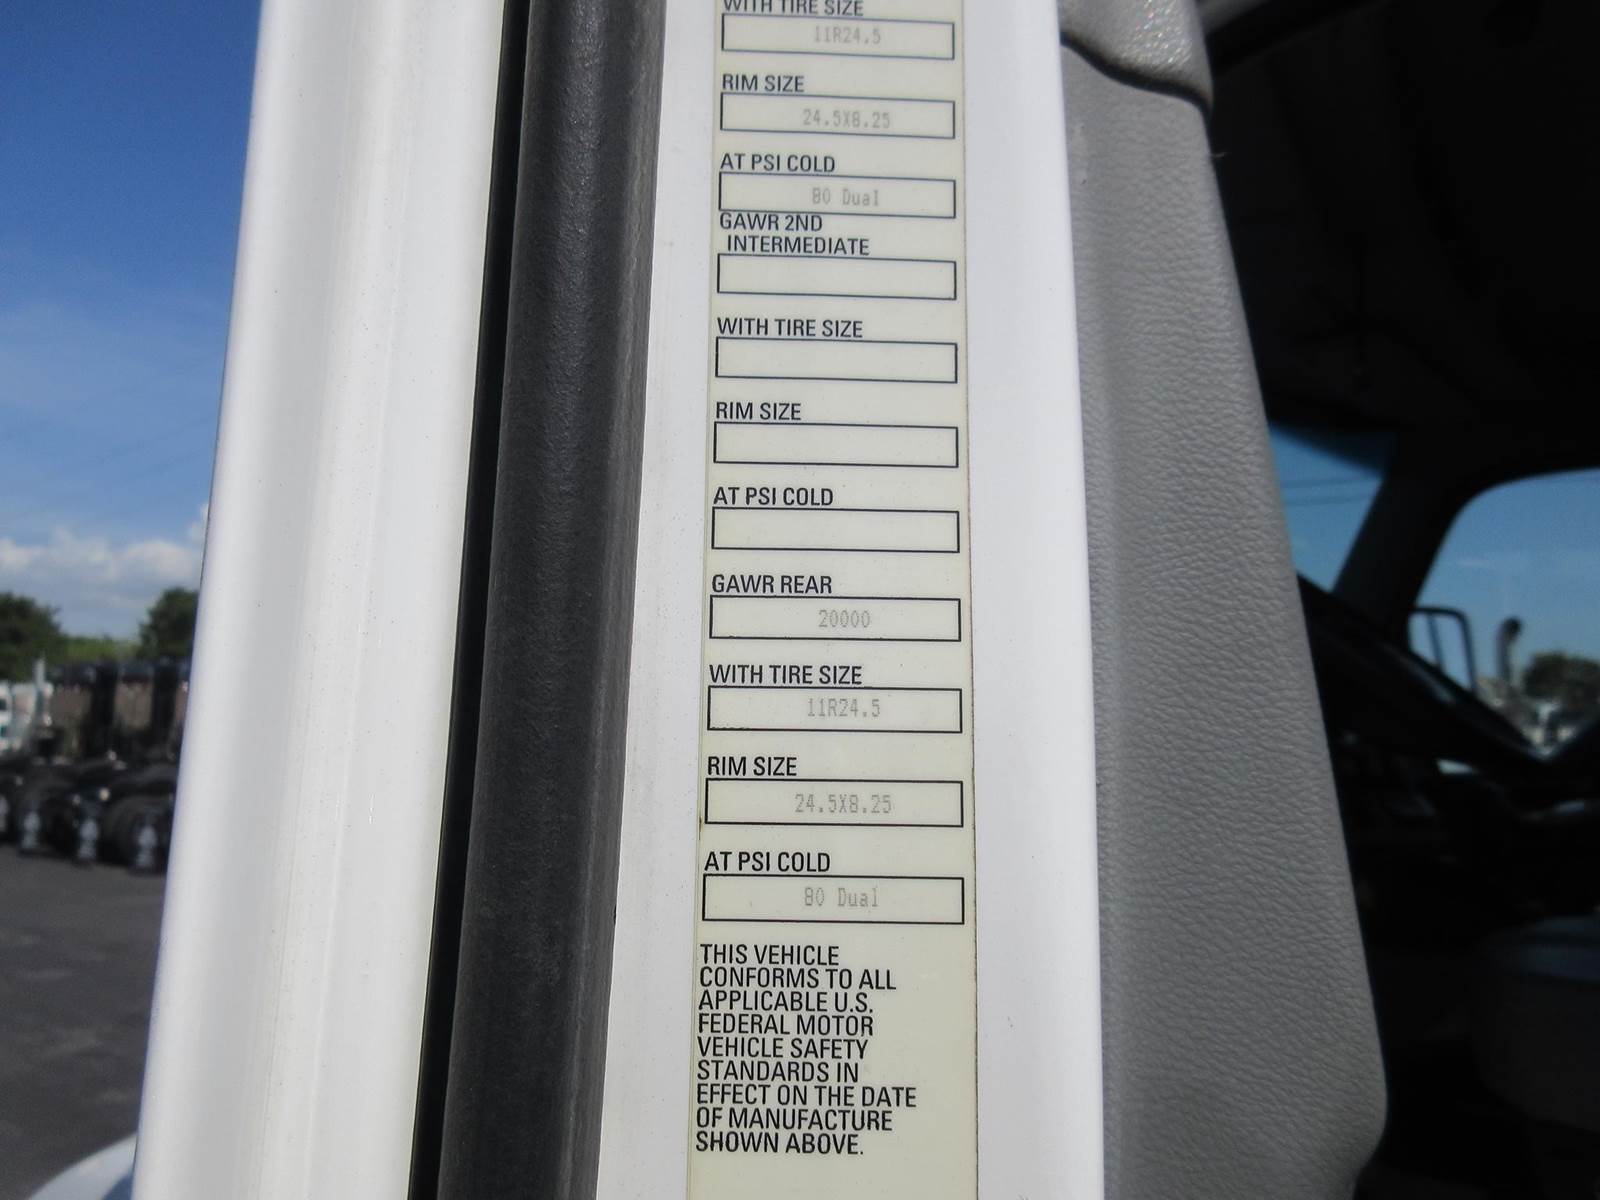 WITH TIRE SIZE
11R24.5
RIM SIZE
24.5X8.25
AT PSI COLD
80 Dual
GAWR 2ND
INTERMEDIATE
WITH TIRE SIZE
RIM SIZE
AT PSI COLD
GAWR REAR
20000
WITH TIRE SIZE
11R24.5
RIM SIZE
24.5X8.25
AT PSI COLD
80 Dual
THIS VEHICLE
CONFORMS TO ALL
APPLICABLE U.S.
FEDERAL MOTOR
VEHICLE SAFETY
STANDARDS IN
EFFECT ON THE DATE
OF MANUFACTURE
SHOWN ABOVE.